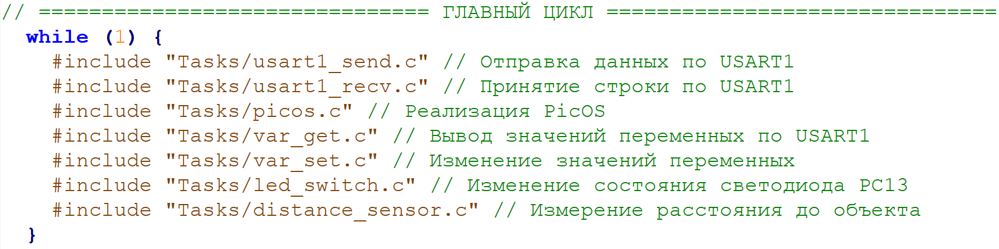 // =============================== ГЛАВНЫЙ ЦИКЛ ===============================
while (1) {
#include "Tasks/usart1_send.c" // Отправка данных по USART1
#include "Tasks/usart1_recv.c" // Принятие строки по USART1
#include "Tasks/picos.c" // Реализация PicOS
#include "Tasks/var_get.c" // Вывод значений переменных по USART1
#include "Tasks/var_set.c" // Изменение значений переменных
#include "Tasks/led_switch.c" // Изменение состояния светодиода PC13
#include "Tasks/distance_sensor.c" // Измерение расстояния до объекта
}